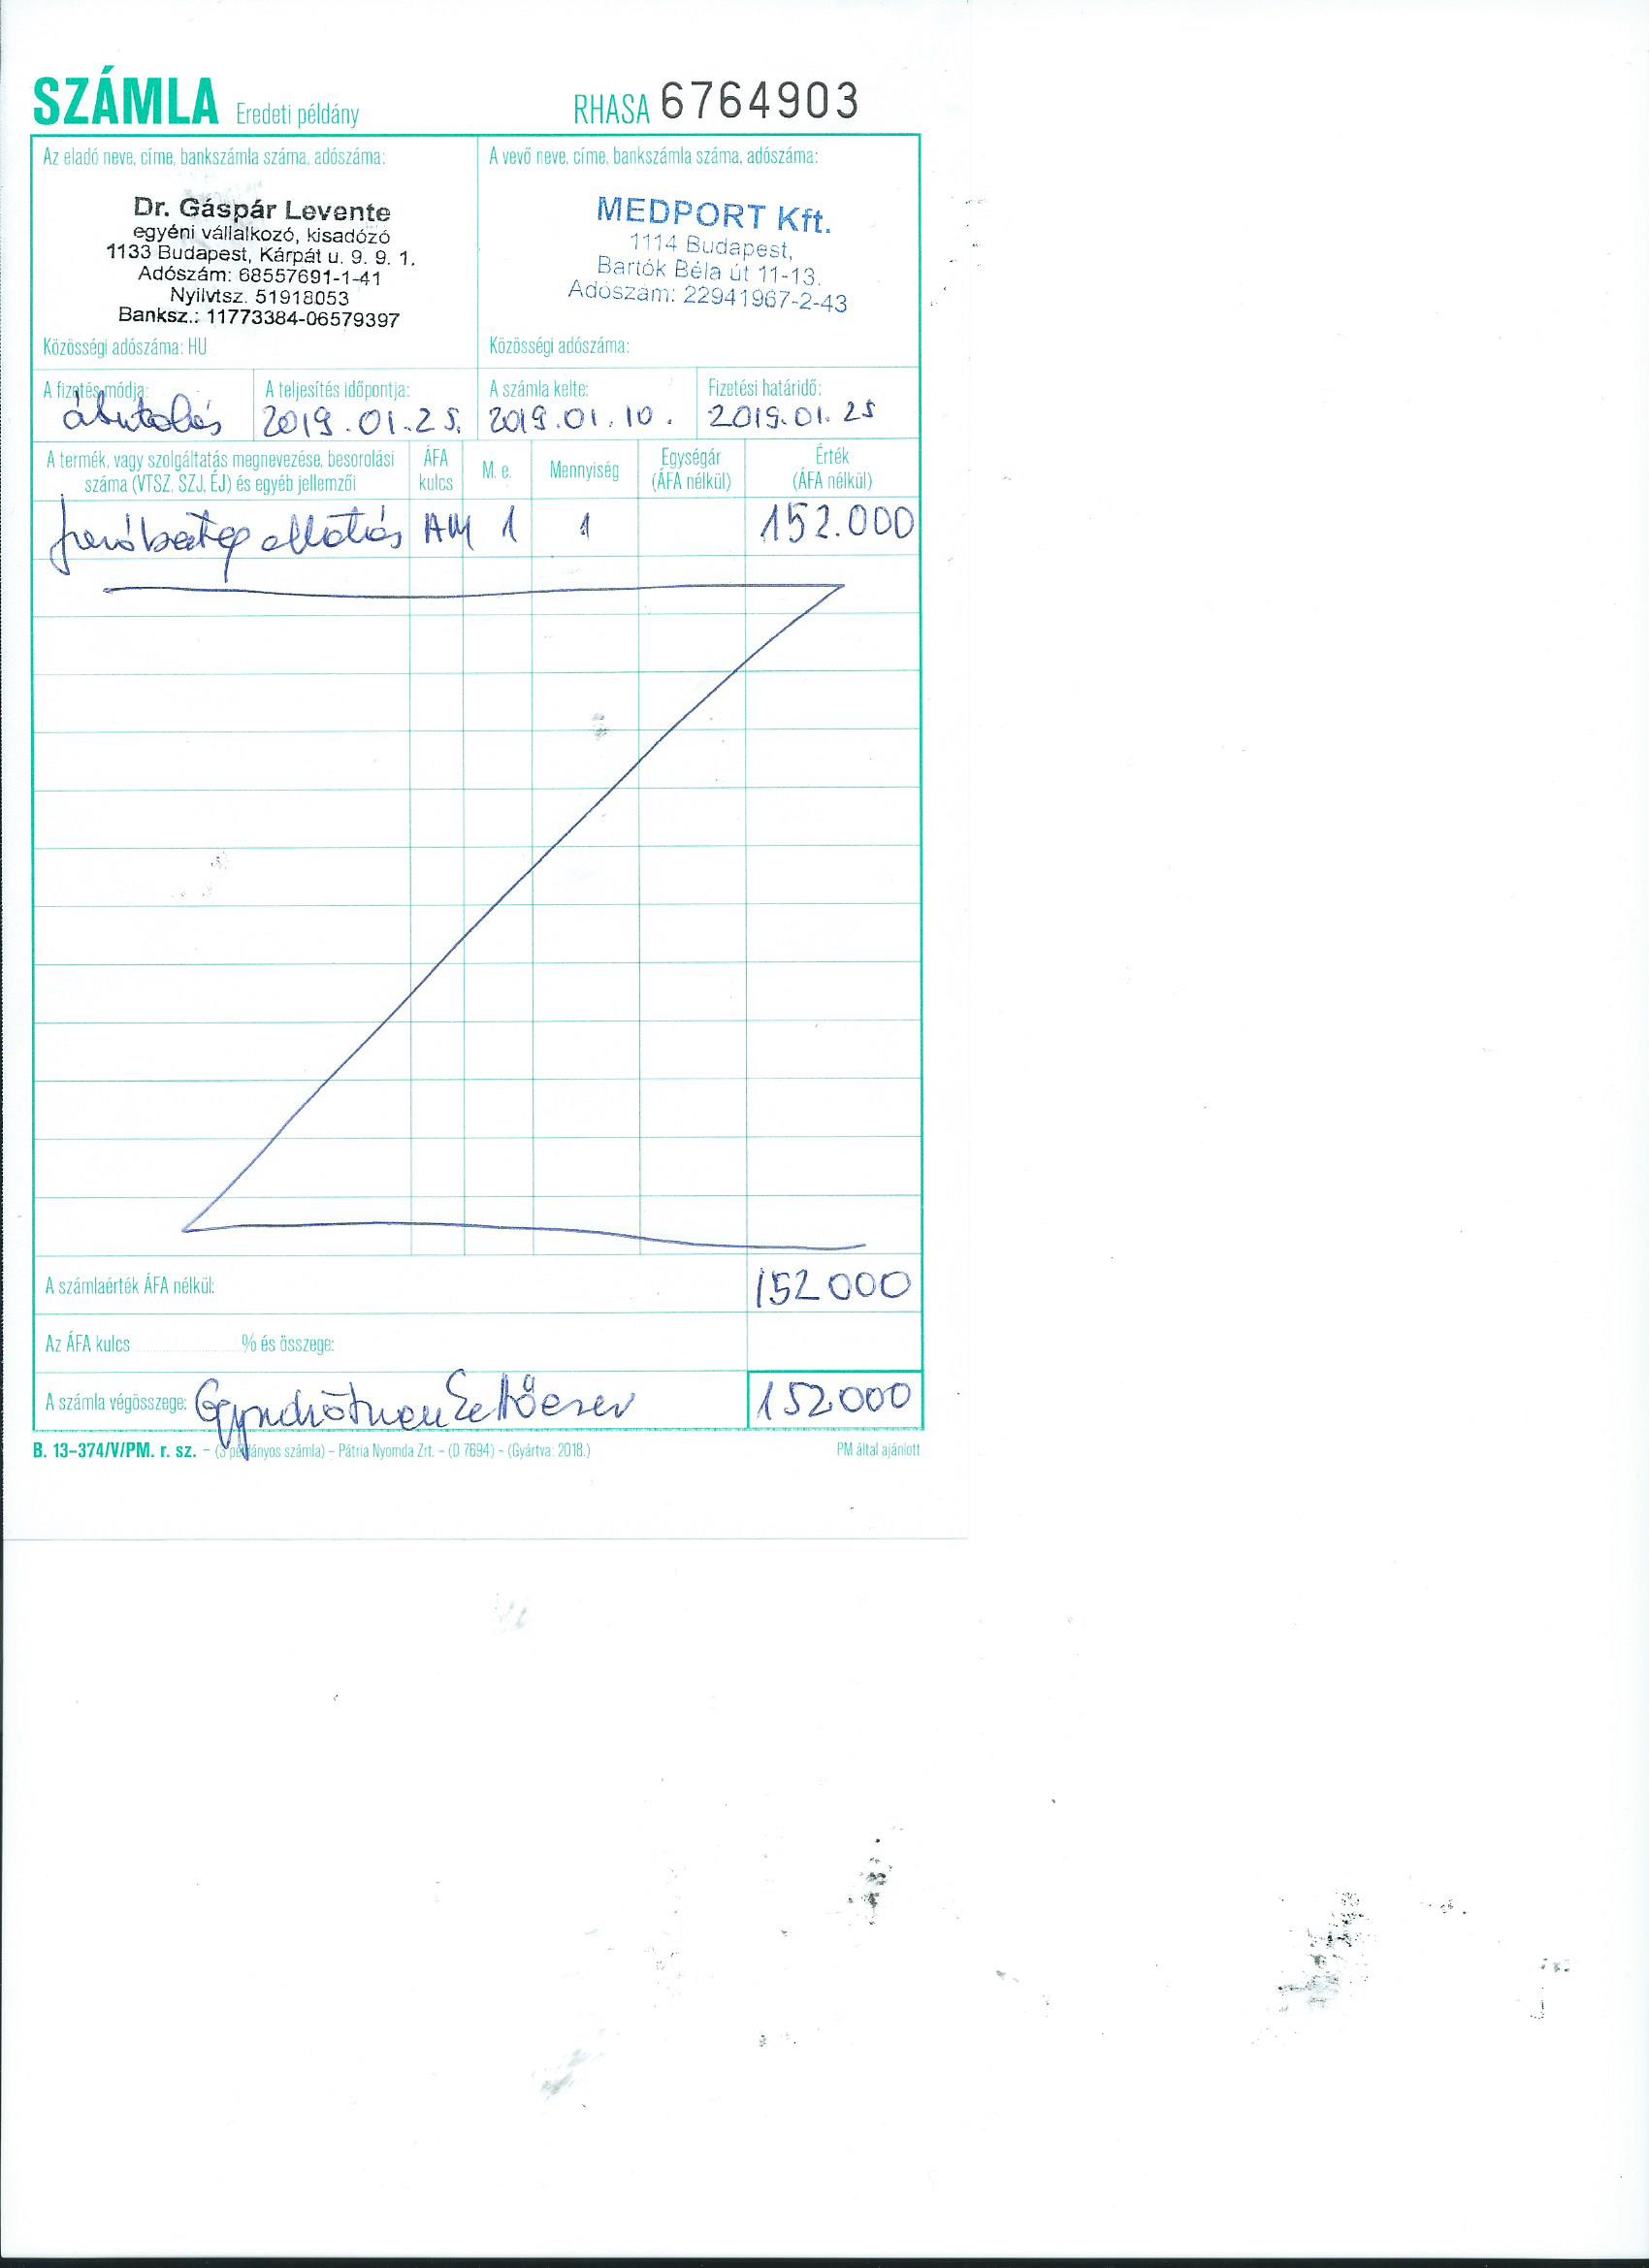 SZÁMLA Eredeti példány RHASA 6764903
Az eladó neve, címe, bankszámla száma, adószáma:
Dr. Gáspár Levente
egyéni vállalkozó, kisadózó
1133 Budapest, Kárpát u. 9. 9. 1.
Adószám: 68557691-1-41
Nyilvtsz. 51918053
Banksz.: 11773384-06579397
Közösségi adószáma: HU
A vevő neve, címe, bankszámla száma, adószáma:
MEDPORT Kft.
1114 Budapest,
Bartók Béla út 11-13.
Adószám: 22941967-2-43
Közösségi adószáma:
A fizetés módja:
átutalás
A teljesítés időpontja:
2019.01.25.
A számla kelte:
2019.01.10.
Fizetési határidő:
2019.01.25
A termék, vagy szolgáltatás megnevezése, besorolási
száma (VTSZ, SZJ, ÉJ) és egyéb jellemzői
ÁFA
kulcs
M. e.
Mennyiség
Egységár
(ÁFA nélkül)
Érték
(ÁFA nélkül)
járóbeteg ellátás AM 1 1 152.000
A számlaérték ÁFA nélkül: 152000
Az ÁFA kulcs % és összege:
A számla végösszege: 152000
B. 13-374/V/PM. r. sz. – (3 példányos számla) – Pátria Nyomda Zrt. – (D 7694) – (Gyártva: 2018.) PM által ajánlott